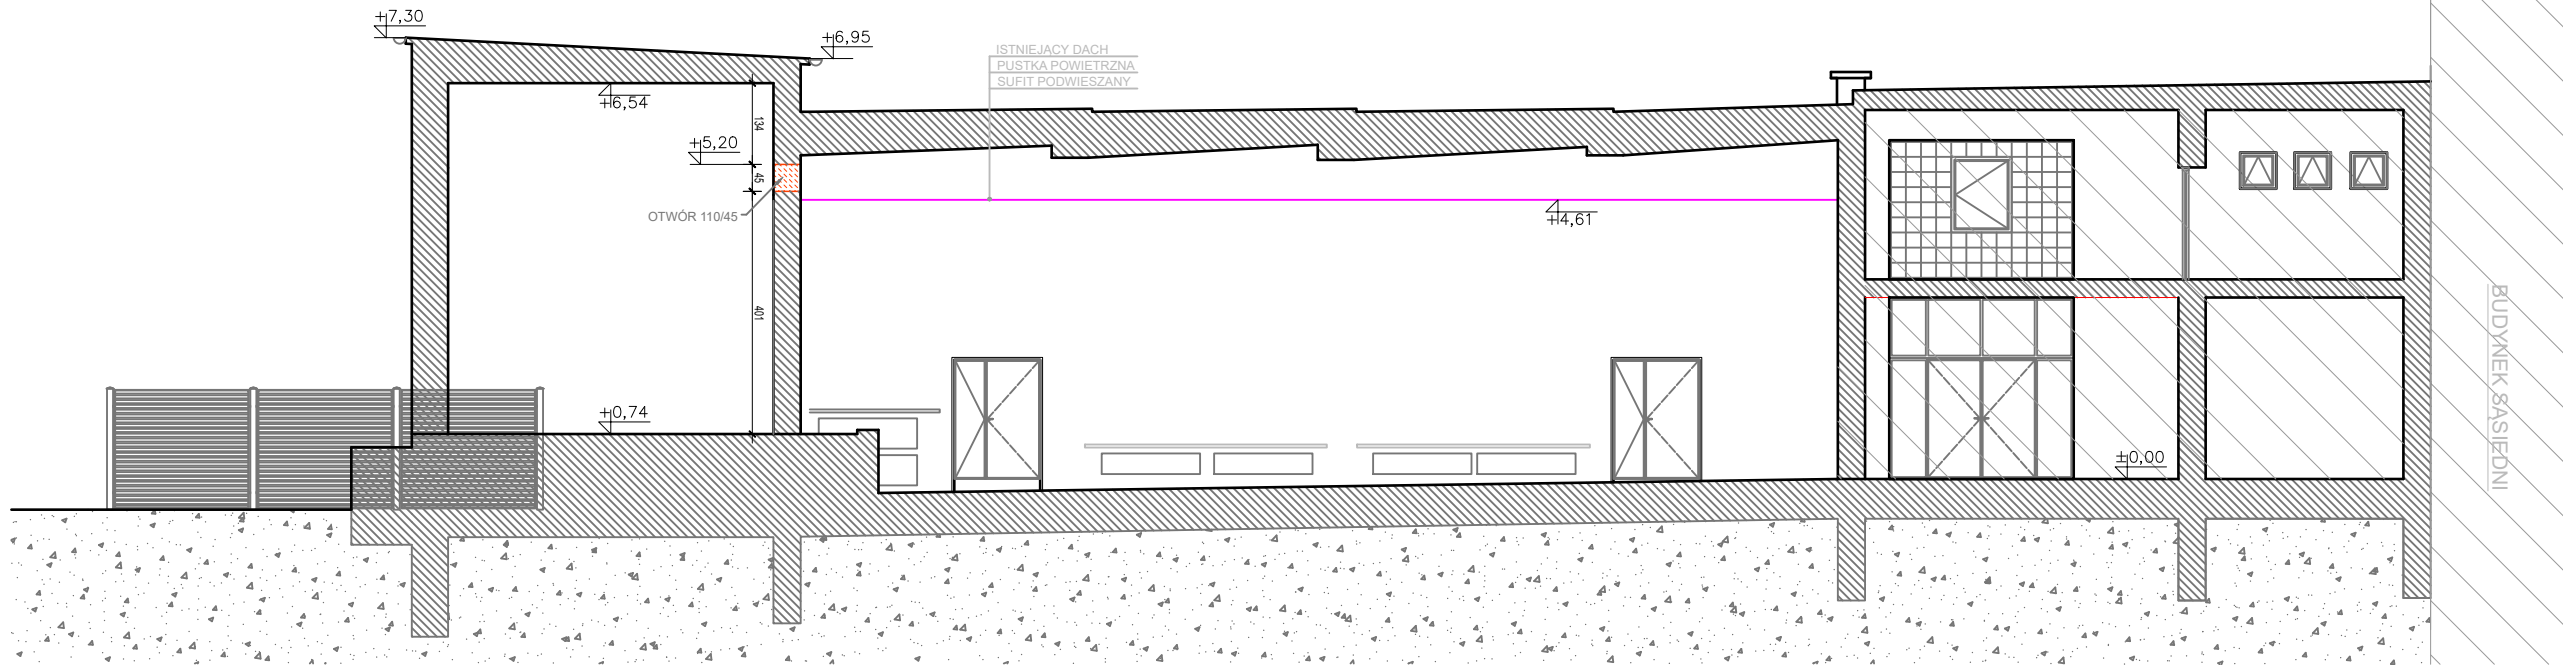 +7,30
+6,95
ISTNIEJĄCY DACH
PUSTKA POWIETRZNA
SUFIT PODWIESZANY
+6,54
134
+5,20
45
OTWÓR 110/45
+4,61
401
+0,74
±0,00
BUDYNEK SĄSIEDNI